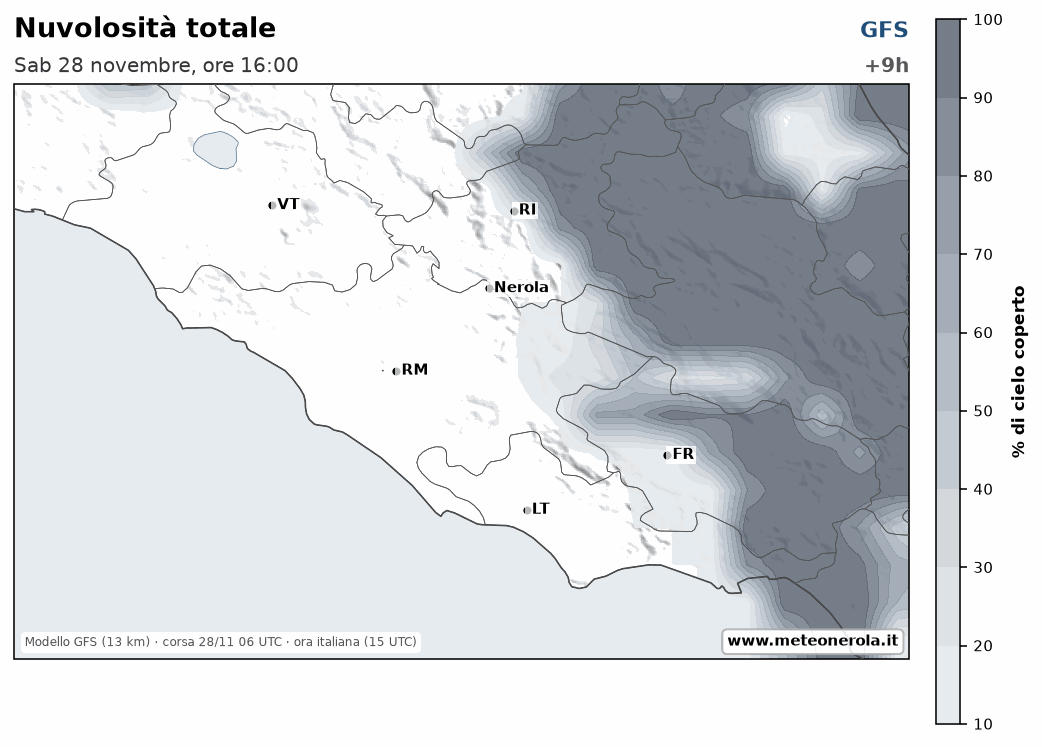 Nuvolosità totale
GFS
Sab 28 novembre, ore 16:00
+9h
100
90
80
70
60
50
40
30
20
10
% di cielo coperto
VT
RI
Nerola
RM
FR
LT
Modello GFS (13 km) · corsa 28/11 06 UTC · ora italiana (15 UTC)
www.meteonerola.it